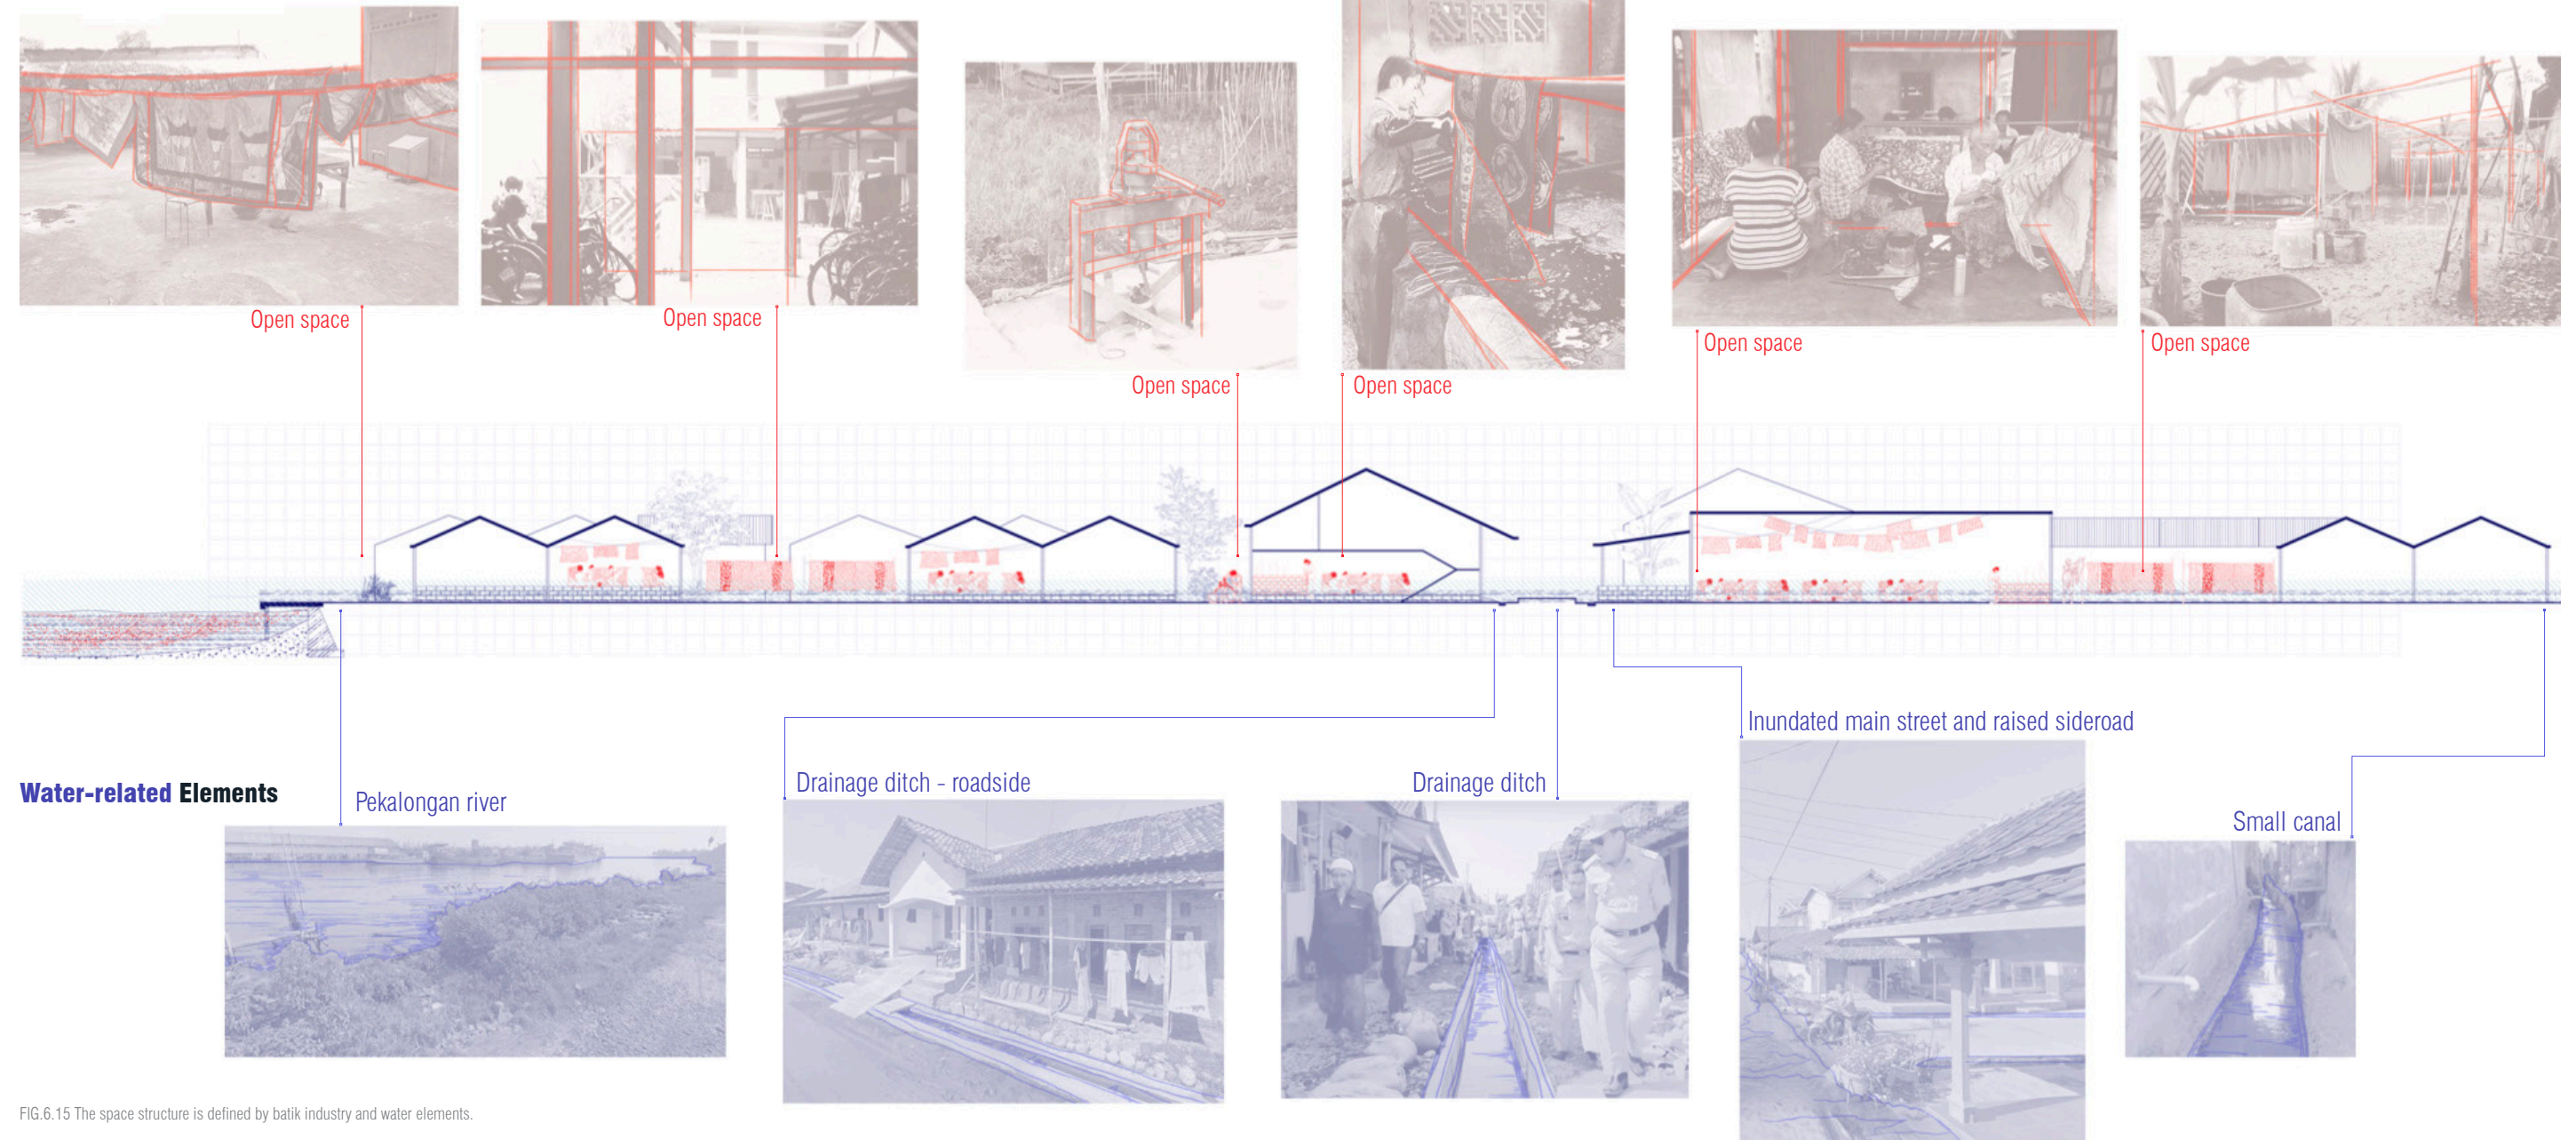 Open space
Open space
Open space
Open space
Open space
Open space
Inundated main street and raised sideroad
Water-related Elements
Pekalongan river
Drainage ditch - roadside
Drainage ditch
Small canal
FIG.6.15 The space structure is defined by batik industry and water elements.